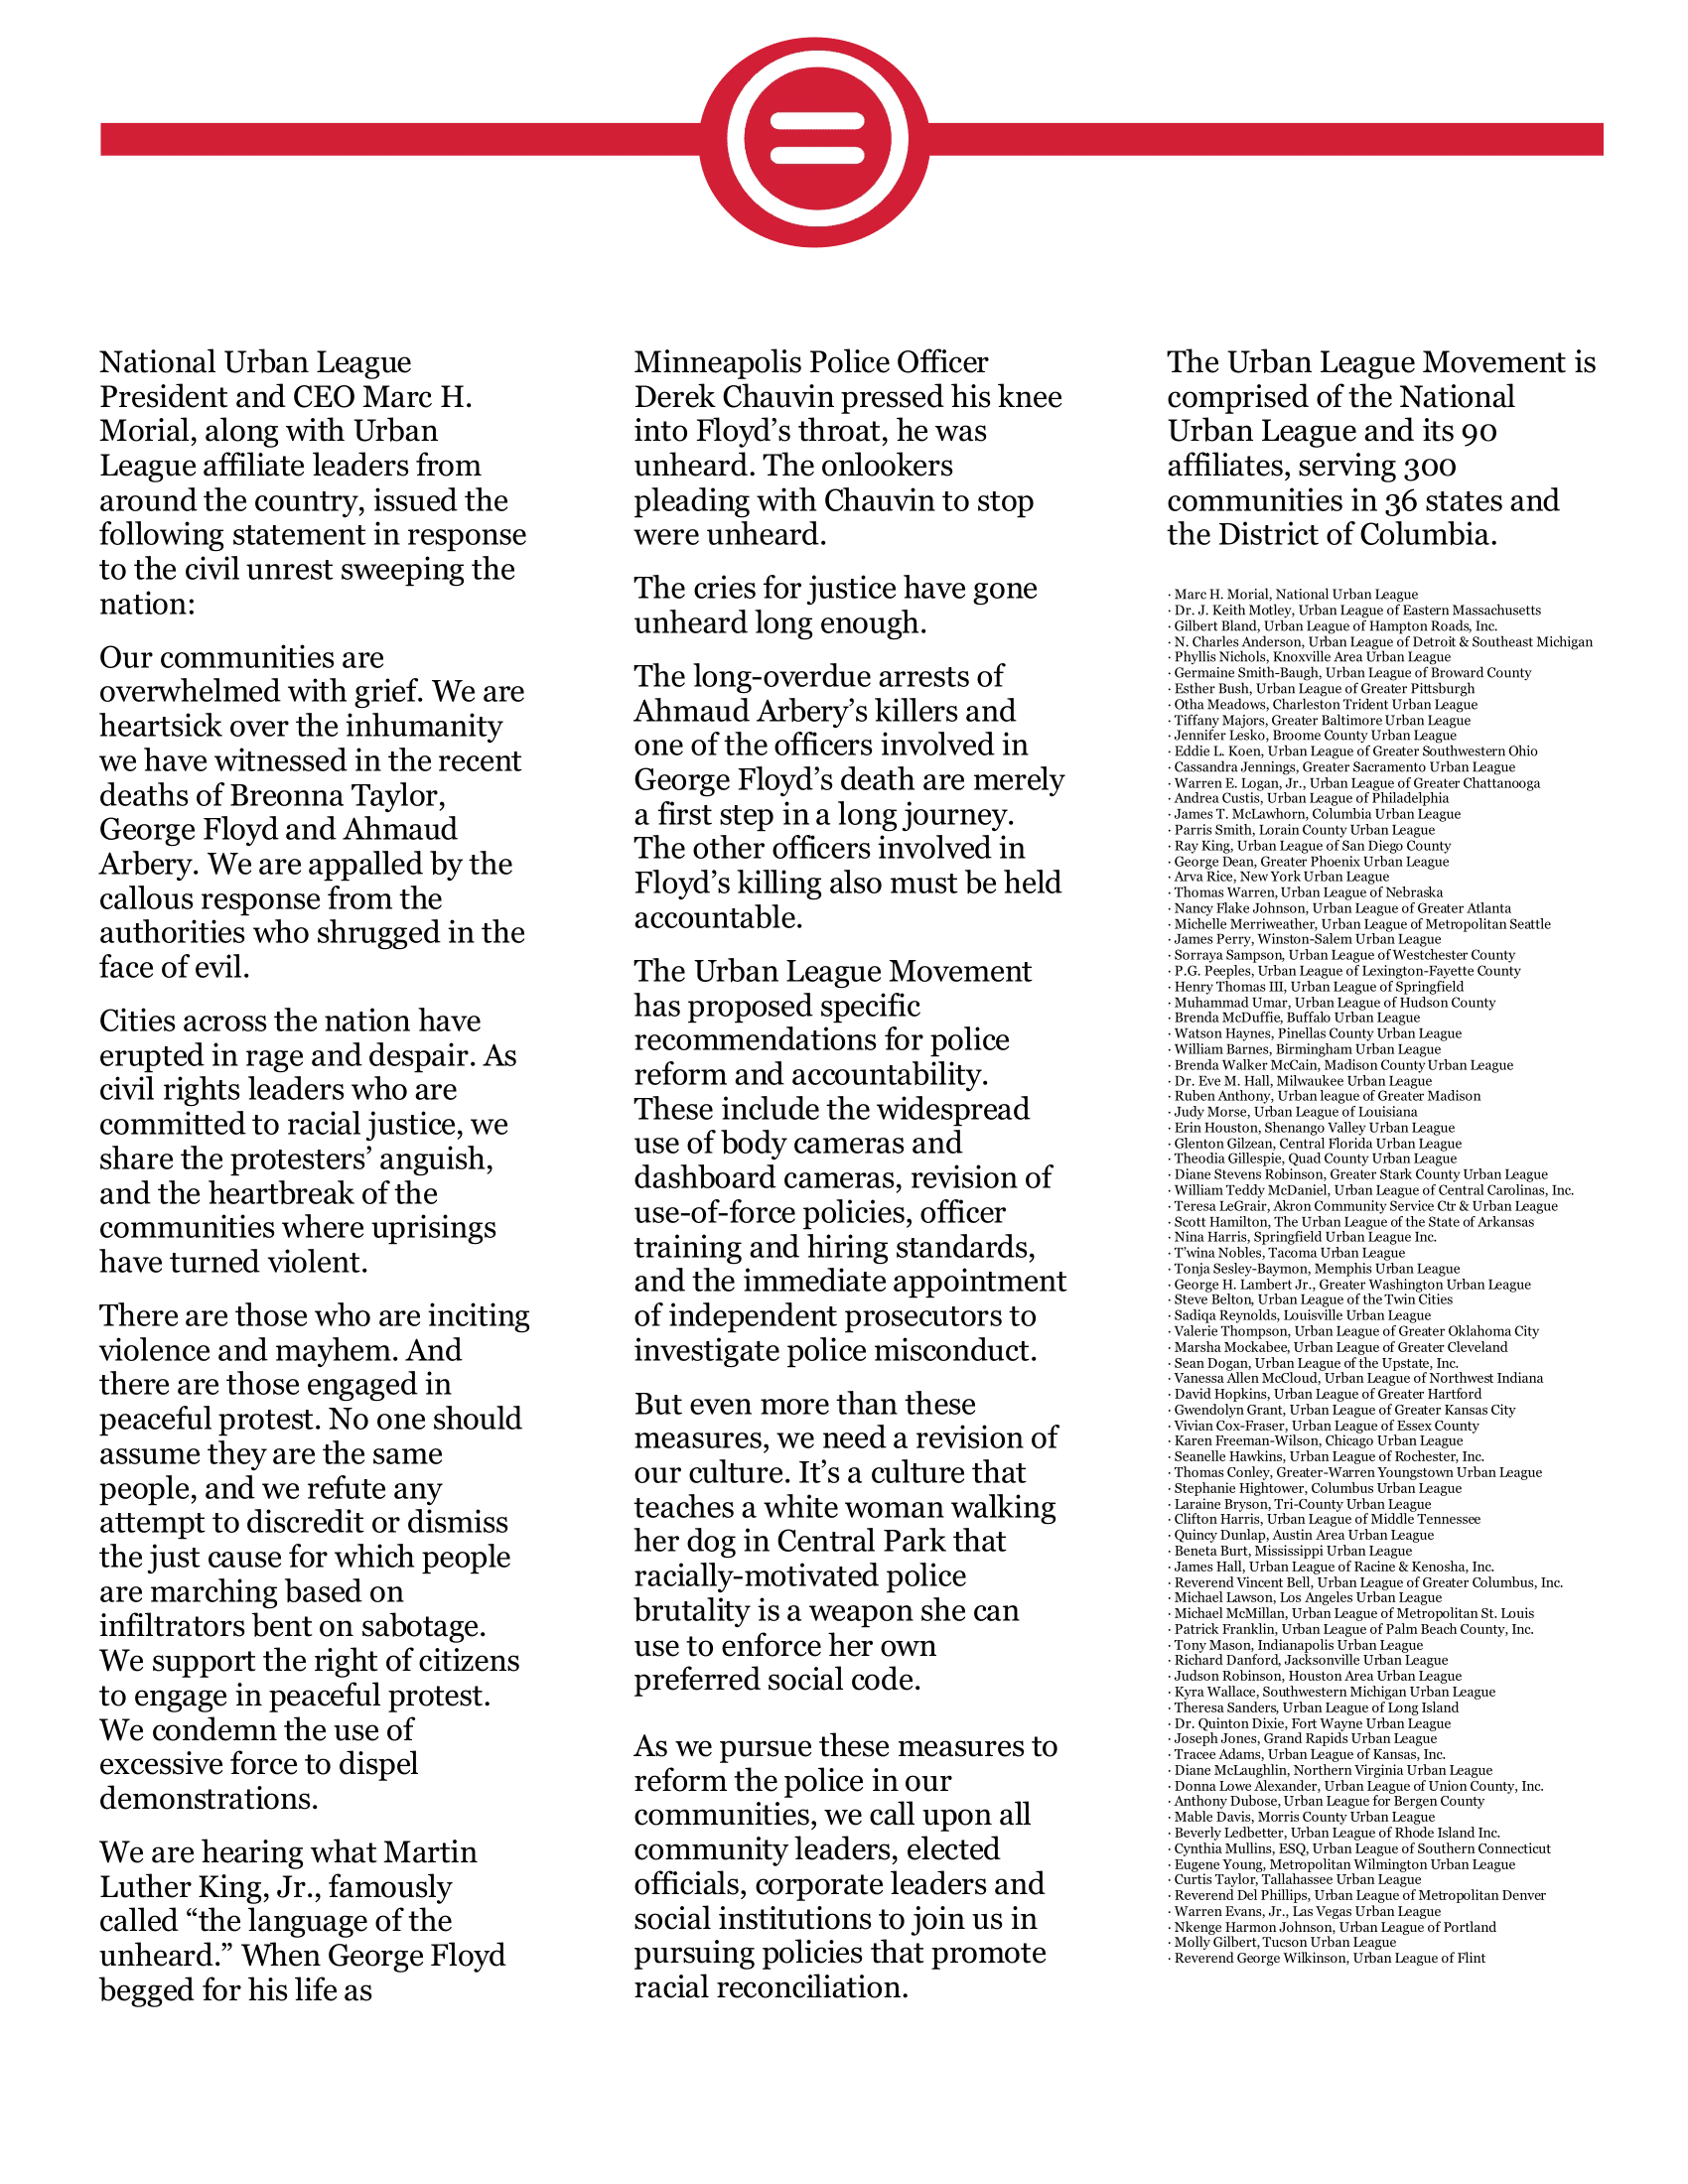 National Urban League
President and CEO Marc H.
Morial, along with Urban
League affiliate leaders from
around the country, issued the
following statement in response
to the civil unrest sweeping the
nation:
Our communities are
overwhelmed with grief. We are
heartsick over the inhumanity
we have witnessed in the recent
deaths of Breonna Taylor,
George Floyd and Ahmaud
Arbery. We are appalled by the
callous response from the
authorities who shrugged in the
face of evil.
Cities across the nation have
erupted in rage and despair. As
civil rights leaders who are
committed to racial justice, we
share the protesters’ anguish,
and the heartbreak of the
communities where uprisings
have turned violent.
There are those who are inciting
violence and mayhem. And
there are those engaged in
peaceful protest. No one should
assume they are the same
people, and we refute any
attempt to discredit or dismiss
the just cause for which people
are marching based on
infiltrators bent on sabotage.
We support the right of citizens
to engage in peaceful protest.
We condemn the use of
excessive force to dispel
demonstrations.
We are hearing what Martin
Luther King, Jr., famously
called “the language of the
unheard.” When George Floyd
begged for his life as
Minneapolis Police Officer
Derek Chauvin pressed his knee
into Floyd’s throat, he was
unheard. The onlookers
pleading with Chauvin to stop
were unheard.
The cries for justice have gone
unheard long enough.
The long-overdue arrests of
Ahmaud Arbery’s killers and
one of the officers involved in
George Floyd’s death are merely
a first step in a long journey.
The other officers involved in
Floyd’s killing also must be held
accountable.
The Urban League Movement
has proposed specific
recommendations for police
reform and accountability.
These include the widespread
use of body cameras and
dashboard cameras, revision of
use-of-force policies, officer
training and hiring standards,
and the immediate appointment
of independent prosecutors to
investigate police misconduct.
But even more than these
measures, we need a revision of
our culture. It’s a culture that
teaches a white woman walking
her dog in Central Park that
racially-motivated police
brutality is a weapon she can
use to enforce her own
preferred social code.
As we pursue these measures to
reform the police in our
communities, we call upon all
community leaders, elected
officials, corporate leaders and
social institutions to join us in
pursuing policies that promote
racial reconciliation.
The Urban League Movement is
comprised of the National
Urban League and its 90
affiliates, serving 300
communities in 36 states and
the District of Columbia.
· Marc H. Morial, National Urban League
· Dr. J. Keith Motley, Urban League of Eastern Massachusetts
· Gilbert Bland, Urban League of Hampton Roads, Inc.
· N. Charles Anderson, Urban League of Detroit & Southeast Michigan
· Phyllis Nichols, Knoxville Area Urban League
· Germaine Smith-Baugh, Urban League of Broward County
· Esther Bush, Urban League of Greater Pittsburgh
· Otha Meadows, Charleston Trident Urban League
· Tiffany Majors, Greater Baltimore Urban League
· Jennifer Lesko, Broome County Urban League
· Eddie L. Koen, Urban League of Greater Southwestern Ohio
· Cassandra Jennings, Greater Sacramento Urban League
· Warren E. Logan, Jr., Urban League of Greater Chattanooga
· Andrea Custis, Urban League of Philadelphia
· James T. McLawhorn, Columbia Urban League
· Parris Smith, Lorain County Urban League
· Ray King, Urban League of San Diego County
· George Dean, Greater Phoenix Urban League
· Arva Rice, New York Urban League
· Thomas Warren, Urban League of Nebraska
· Nancy Flake Johnson, Urban League of Greater Atlanta
· Michelle Merriweather, Urban League of Metropolitan Seattle
· James Perry, Winston-Salem Urban League
· Sorraya Sampson, Urban League of Westchester County
· P.G. Peeples, Urban League of Lexington-Fayette County
· Henry Thomas III, Urban League of Springfield
· Muhammad Umar, Urban League of Hudson County
· Brenda McDuffie, Buffalo Urban League
· Watson Haynes, Pinellas County Urban League
· William Barnes, Birmingham Urban League
· Brenda Walker McCain, Madison County Urban League
· Dr. Eve M. Hall, Milwaukee Urban League
· Ruben Anthony, Urban league of Greater Madison
· Judy Morse, Urban League of Louisiana
· Erin Houston, Shenango Valley Urban League
· Glenton Gilzean, Central Florida Urban League
· Theodia Gillespie, Quad County Urban League
· Diane Stevens Robinson, Greater Stark County Urban League
· William Teddy McDaniel, Urban League of Central Carolinas, Inc.
· Teresa LeGrair, Akron Community Service Ctr & Urban League
· Scott Hamilton, The Urban League of the State of Arkansas
· Nina Harris, Springfield Urban League Inc.
· T’wina Nobles, Tacoma Urban League
· Tonja Sesley-Baymon, Memphis Urban League
· George H. Lambert Jr., Greater Washington Urban League
· Steve Belton, Urban League of the Twin Cities
· Sadiqa Reynolds, Louisville Urban League
· Valerie Thompson, Urban League of Greater Oklahoma City
· Marsha Mockabee, Urban League of Greater Cleveland
· Sean Dogan, Urban League of the Upstate, Inc.
· Vanessa Allen McCloud, Urban League of Northwest Indiana
· David Hopkins, Urban League of Greater Hartford
· Gwendolyn Grant, Urban League of Greater Kansas City
· Vivian Cox-Fraser, Urban League of Essex County
· Karen Freeman-Wilson, Chicago Urban League
· Seanelle Hawkins, Urban League of Rochester, Inc.
· Thomas Conley, Greater-Warren Youngstown Urban League
· Stephanie Hightower, Columbus Urban League
· Laraine Bryson, Tri-County Urban League
· Clifton Harris, Urban League of Middle Tennessee
· Quincy Dunlap, Austin Area Urban League
· Beneta Burt, Mississippi Urban League
· James Hall, Urban League of Racine & Kenosha, Inc.
· Reverend Vincent Bell, Urban League of Greater Columbus, Inc.
· Michael Lawson, Los Angeles Urban League
· Michael McMillan, Urban League of Metropolitan St. Louis
· Patrick Franklin, Urban League of Palm Beach County, Inc.
· Tony Mason, Indianapolis Urban League
· Richard Danford, Jacksonville Urban League
· Judson Robinson, Houston Area Urban League
· Kyra Wallace, Southwestern Michigan Urban League
· Theresa Sanders, Urban League of Long Island
· Dr. Quinton Dixie, Fort Wayne Urban League
· Joseph Jones, Grand Rapids Urban League
· Tracee Adams, Urban League of Kansas, Inc.
· Diane McLaughlin, Northern Virginia Urban League
· Donna Lowe Alexander, Urban League of Union County, Inc.
· Anthony Dubose, Urban League for Bergen County
· Mable Davis, Morris County Urban League
· Beverly Ledbetter, Urban League of Rhode Island Inc.
· Cynthia Mullins, ESQ, Urban League of Southern Connecticut
· Eugene Young, Metropolitan Wilmington Urban League
· Curtis Taylor, Tallahassee Urban League
· Reverend Del Phillips, Urban League of Metropolitan Denver
· Warren Evans, Jr., Las Vegas Urban League
· Nkenge Harmon Johnson, Urban League of Portland
· Molly Gilbert, Tucson Urban League
· Reverend George Wilkinson, Urban League of Flint